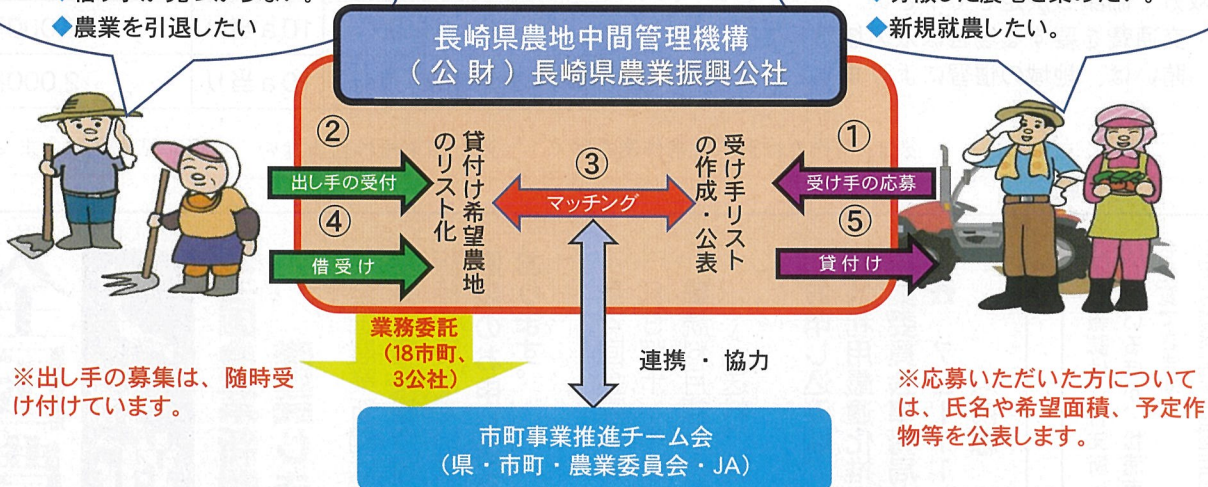 ◆農業を引退したい
◆新規就農したい。
長崎県農地中間管理機構
（公財）長崎県農業振興公社
②
出し手の受付
④
借受け
貸付け希望農地
のリスト化
③
マッチング
受け手リスト
の作成・公表
①
受け手の応募
⑤
貸付け
業務委託
（18市町、
3公社）
連携・協力
※出し手の募集は、随時受
け付けています。
※応募いただいた方について
は、氏名や希望面積、予定作
物等を公表します。
市町事業推進チーム会
（県・市町・農業委員会・JA）